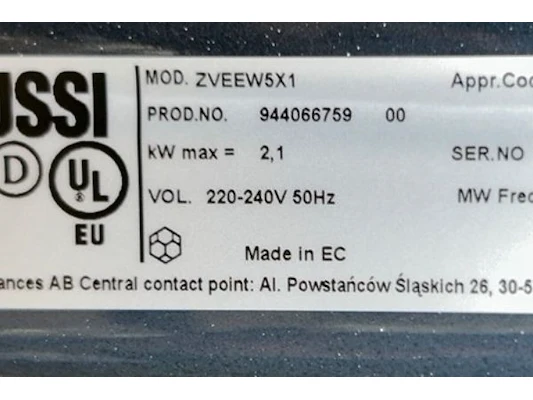 USSI
MOD. ZVEEW5X1 Appr.Cod
PROD.NO. 944066759 00
kW max = 2,1 SER.NO
D UL ® VOL. 220-240V 50Hz MW Freq
EU
Made in EC
ances AB Central contact point: Al. Powstańców Śląskich 26, 30-5